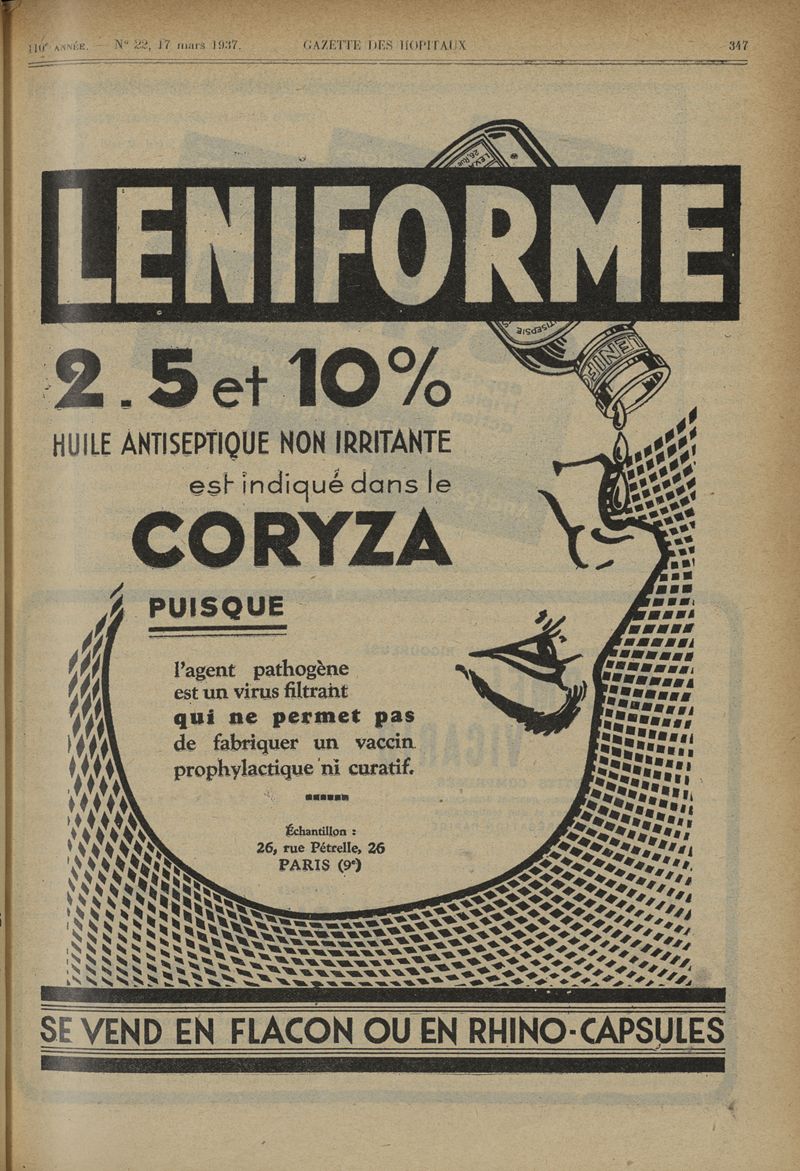 110e ANNÉE. — N° 22, 17 mars 1937. GAZETTE DES HOPITAUX 347
26, Rue
LENIFORME
2.5 et 10%
HUILE ANTISEPTIQUE NON IRRITANTE
est indiqué dans le
CORYZA
PUISQUE
l'agent pathogène
est un virus filtrant
qui ne permet pas
de fabriquer un vaccin
prophylactique ni curatif.
Échantillon :
26, rue Pétrelle, 26
PARIS (9e)
SE VEND EN FLACON OU EN RHINO-CAPSULES